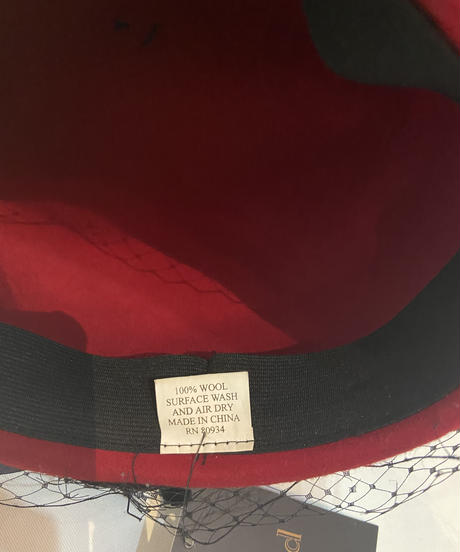 100% WOOL
SURFACE WASH
AND AIR DRY
MADE IN CHINA
RN 80934